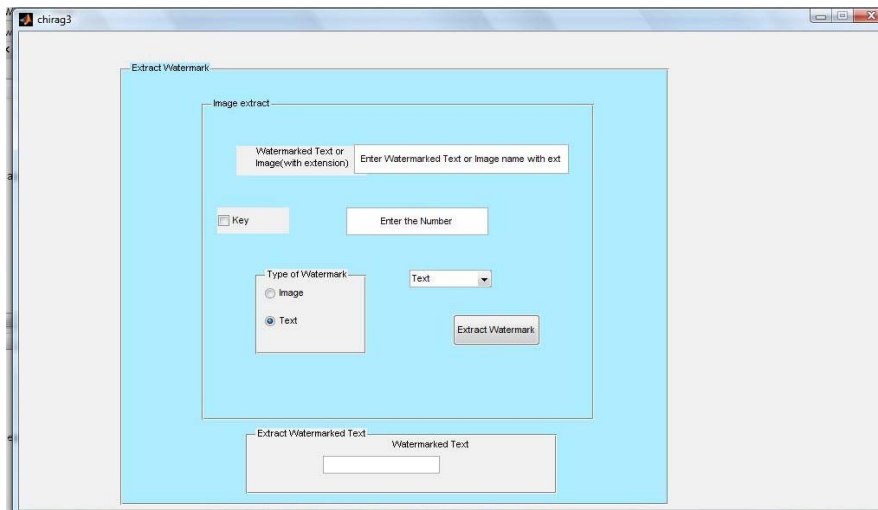 chirag3
Extract Watermark
Image extract
Watermarked Text or
Image(with extension)
Enter Watermarked Text or Image name with ext
Key
Enter the Number
Type of Watermark
Image
Text
Text
Extract Watermark
Extract Watermarked Text
Watermarked Text